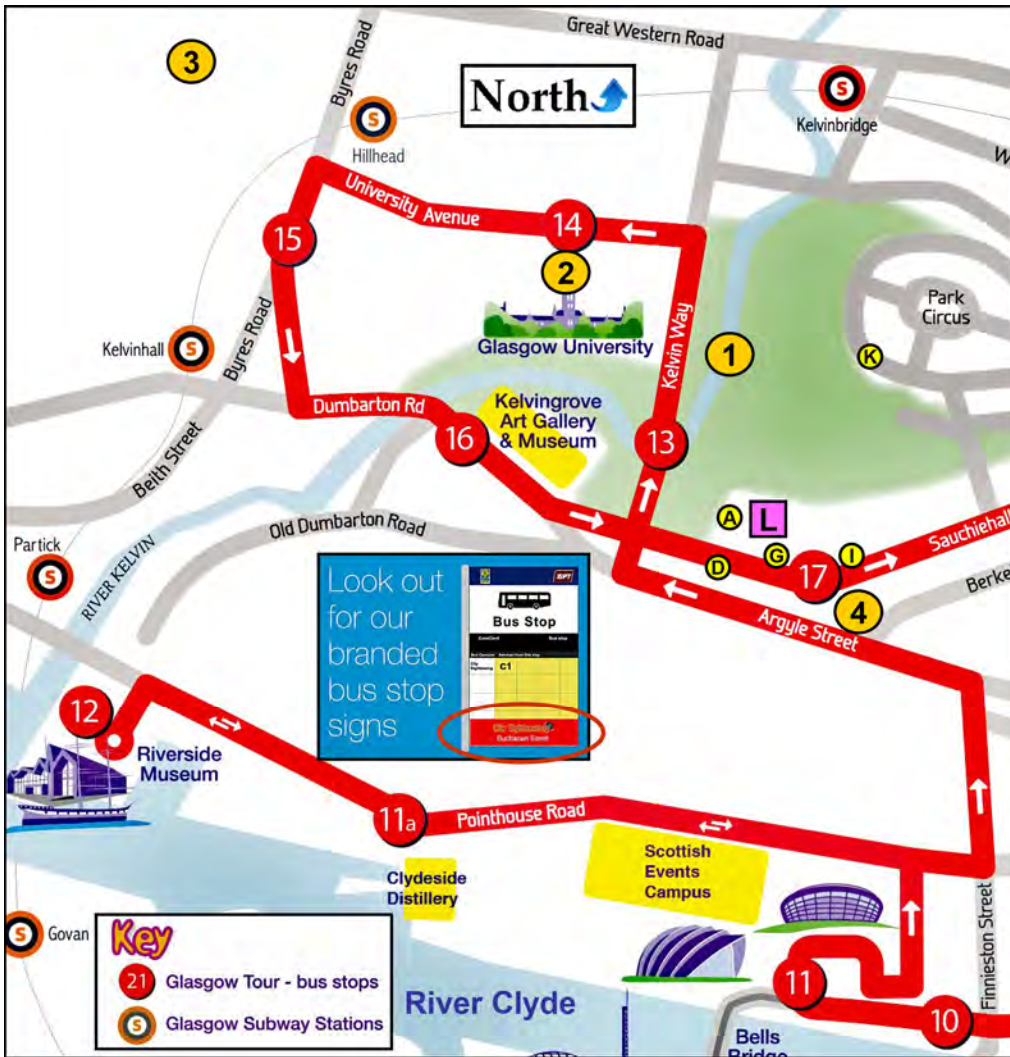 Great Western Road
3
Byres Road
North
S
Kelvinbridge
S
Hillhead
W
University Avenue
14
15
2
Glasgow University
Kelvin Way
1
Park
Circus
K
Byres Road
Kelvinhall
S
Dumbarton Rd
16
Kelvingrove
Art Gallery
& Museum
13
Beith Street
Old Dumbarton Road
A
L
Sauchiehall
D
G
17
I
4
Berke
Partick
S
RIVER KELVIN
Argyle Street
Look out
for our
branded
bus stop
signs
SPT
Bus Stop
C1
12
Riverside
Museum
11a
Pointhouse Road
Clydeside
Distillery
Scottish
Events
Campus
Finnieston Street
S
Govan
Key
21
Glasgow Tour - bus stops
S
Glasgow Subway Stations
River Clyde
11
10
Bells
Bridge